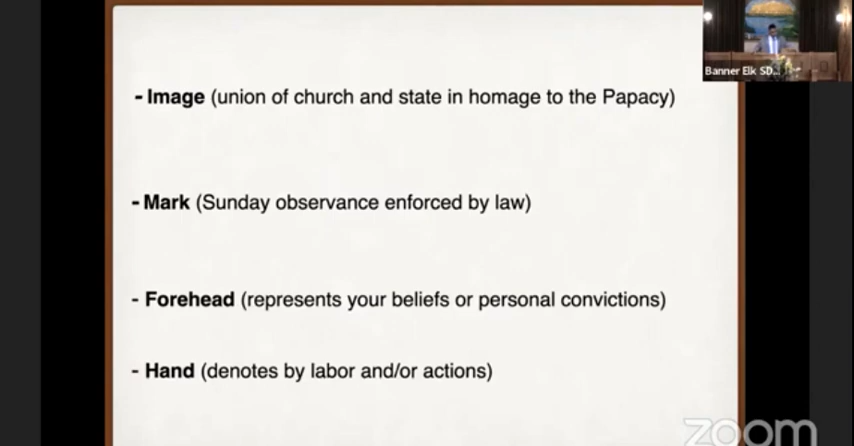 Banner Elk SD...
- Image (union of church and state in homage to the Papacy)
- Mark (Sunday observance enforced by law)
- Forehead (represents your beliefs or personal convictions)
- Hand (denotes by labor and/or actions)
zoom